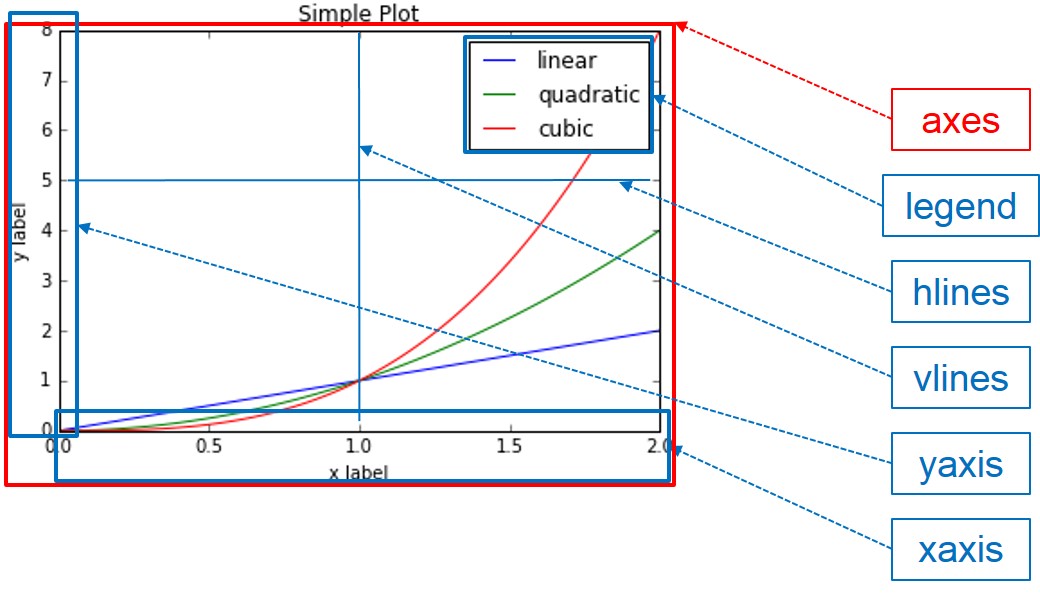 Simple Plot
8
7
6
5
4
3
2
1
0
y label
0.0
0.5
1.0
1.5
2.0
x label
linear
quadratic
cubic
axes
legend
hlines
vlines
yaxis
xaxis